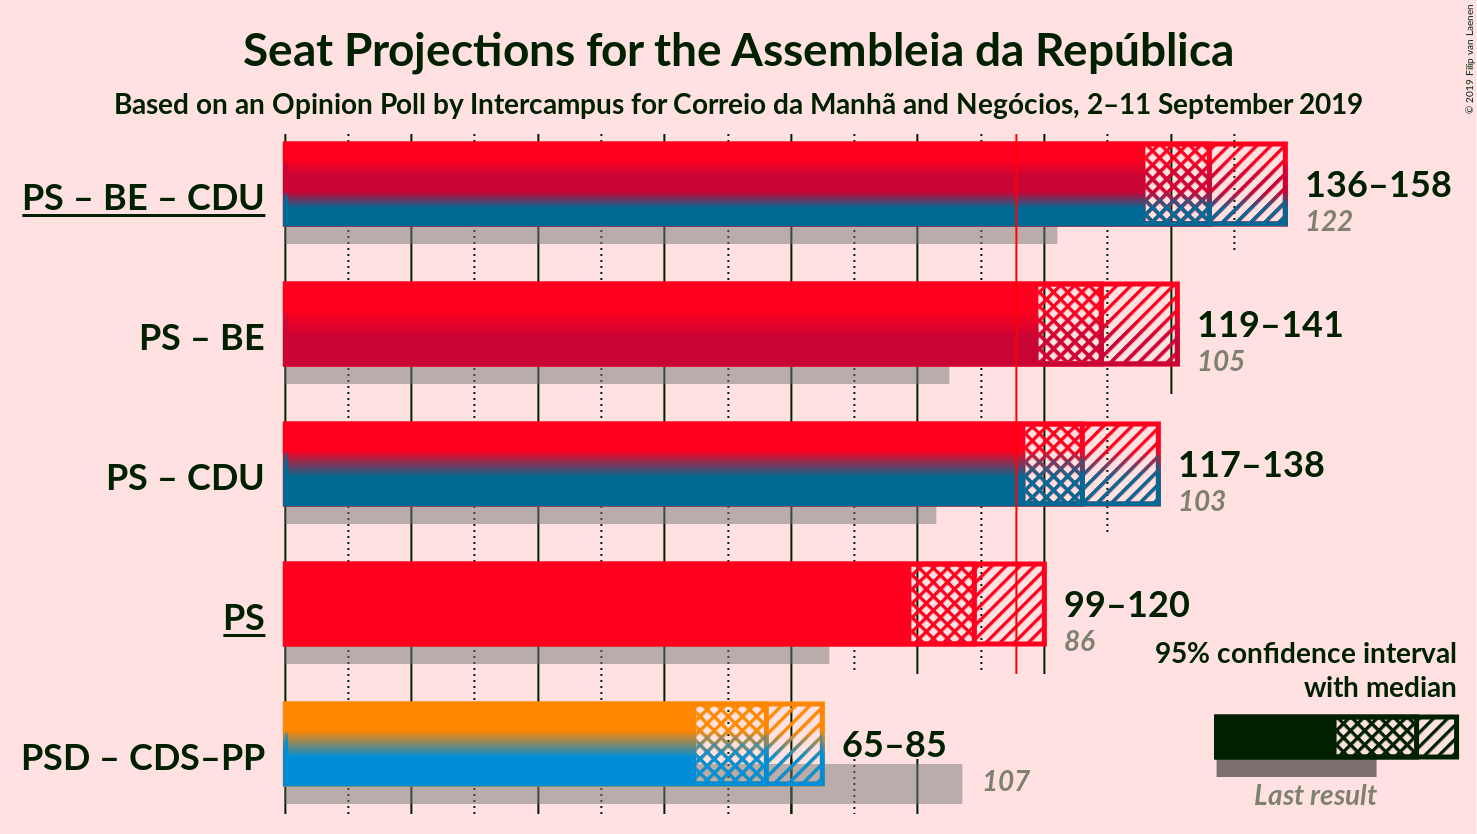 Seat Projections for the Assembleia da República
Based on an Opinion Poll by Intercampus for Correio da Manhã and Negócios, 2–11 September 2019
© 2019 Filip van Laenen
PS – BE – CDU
136–158
122
PS – BE
119–141
105
PS – CDU
117–138
103
PS
99–120
86
PSD – CDS–PP
65–85
107
95% confidence interval
with median
Last result